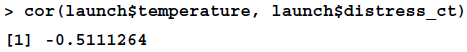 > cor(launch$temperature, launch$distress_ct)
[1] -0.5111264